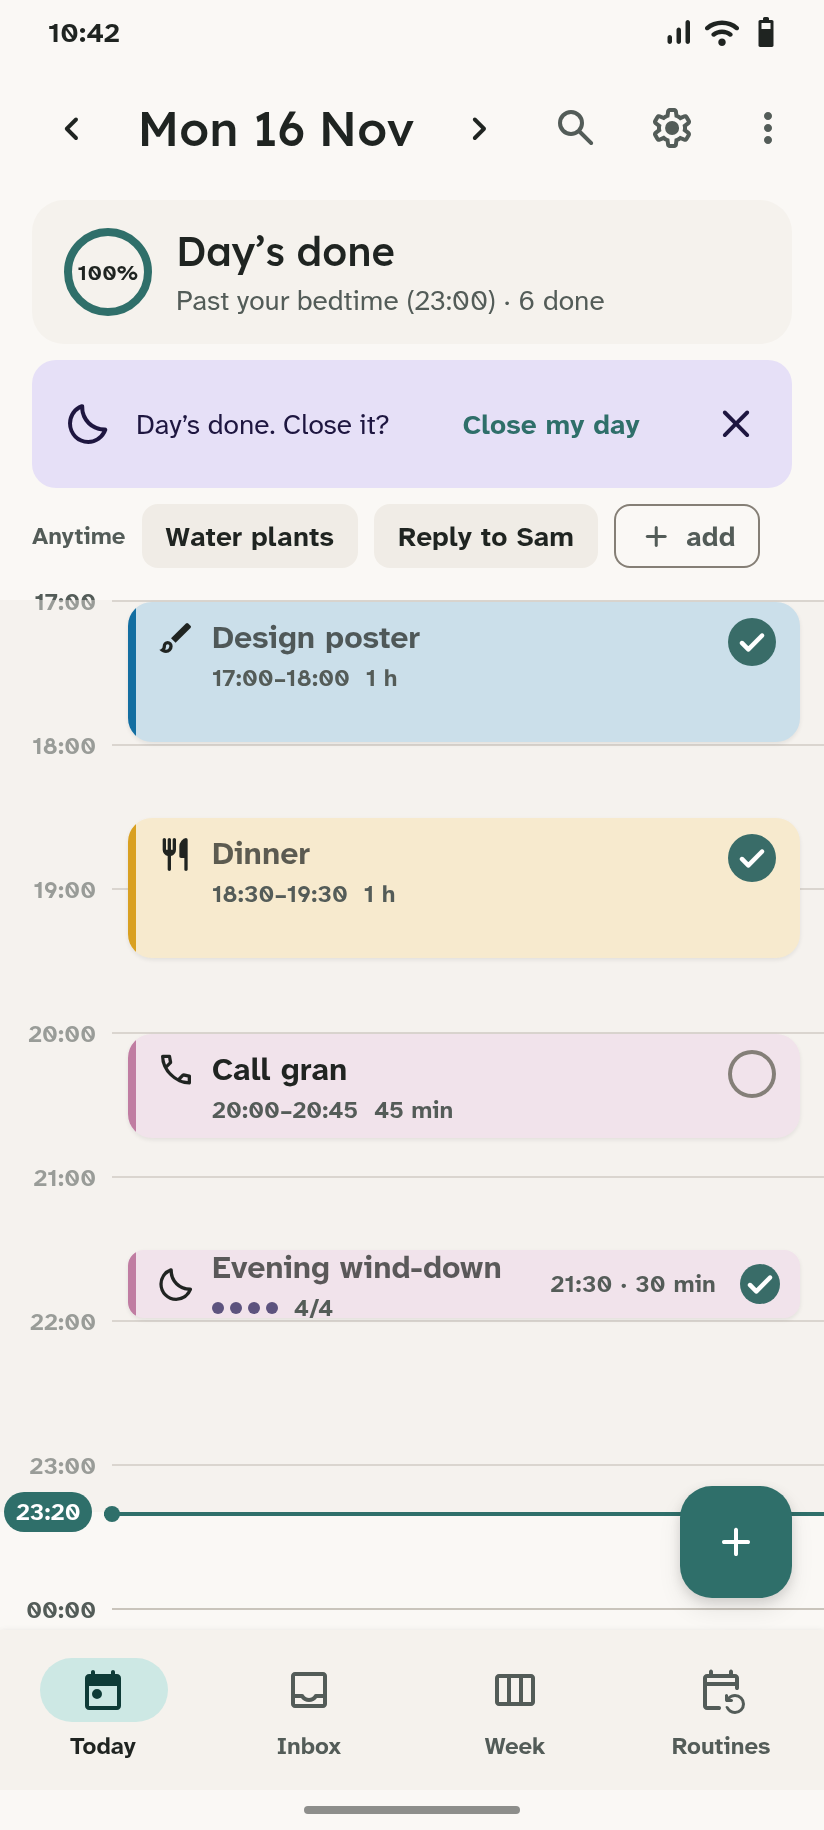 10:42
Mon 16 Nov
100%
Day’s done
Past your bedtime (23:00) · 6 done
Day’s done. Close it?
Close my day
Anytime
Water plants
Reply to Sam
add
17:00
Design poster
17:00–18:00 1 h
18:00
Dinner
18:30–19:30 1 h
19:00
20:00
Call gran
20:00–20:45 45 min
21:00
Evening wind-down
21:30 · 30 min
4/4
22:00
23:00
23:20
00:00
Today
Inbox
Week
Routines